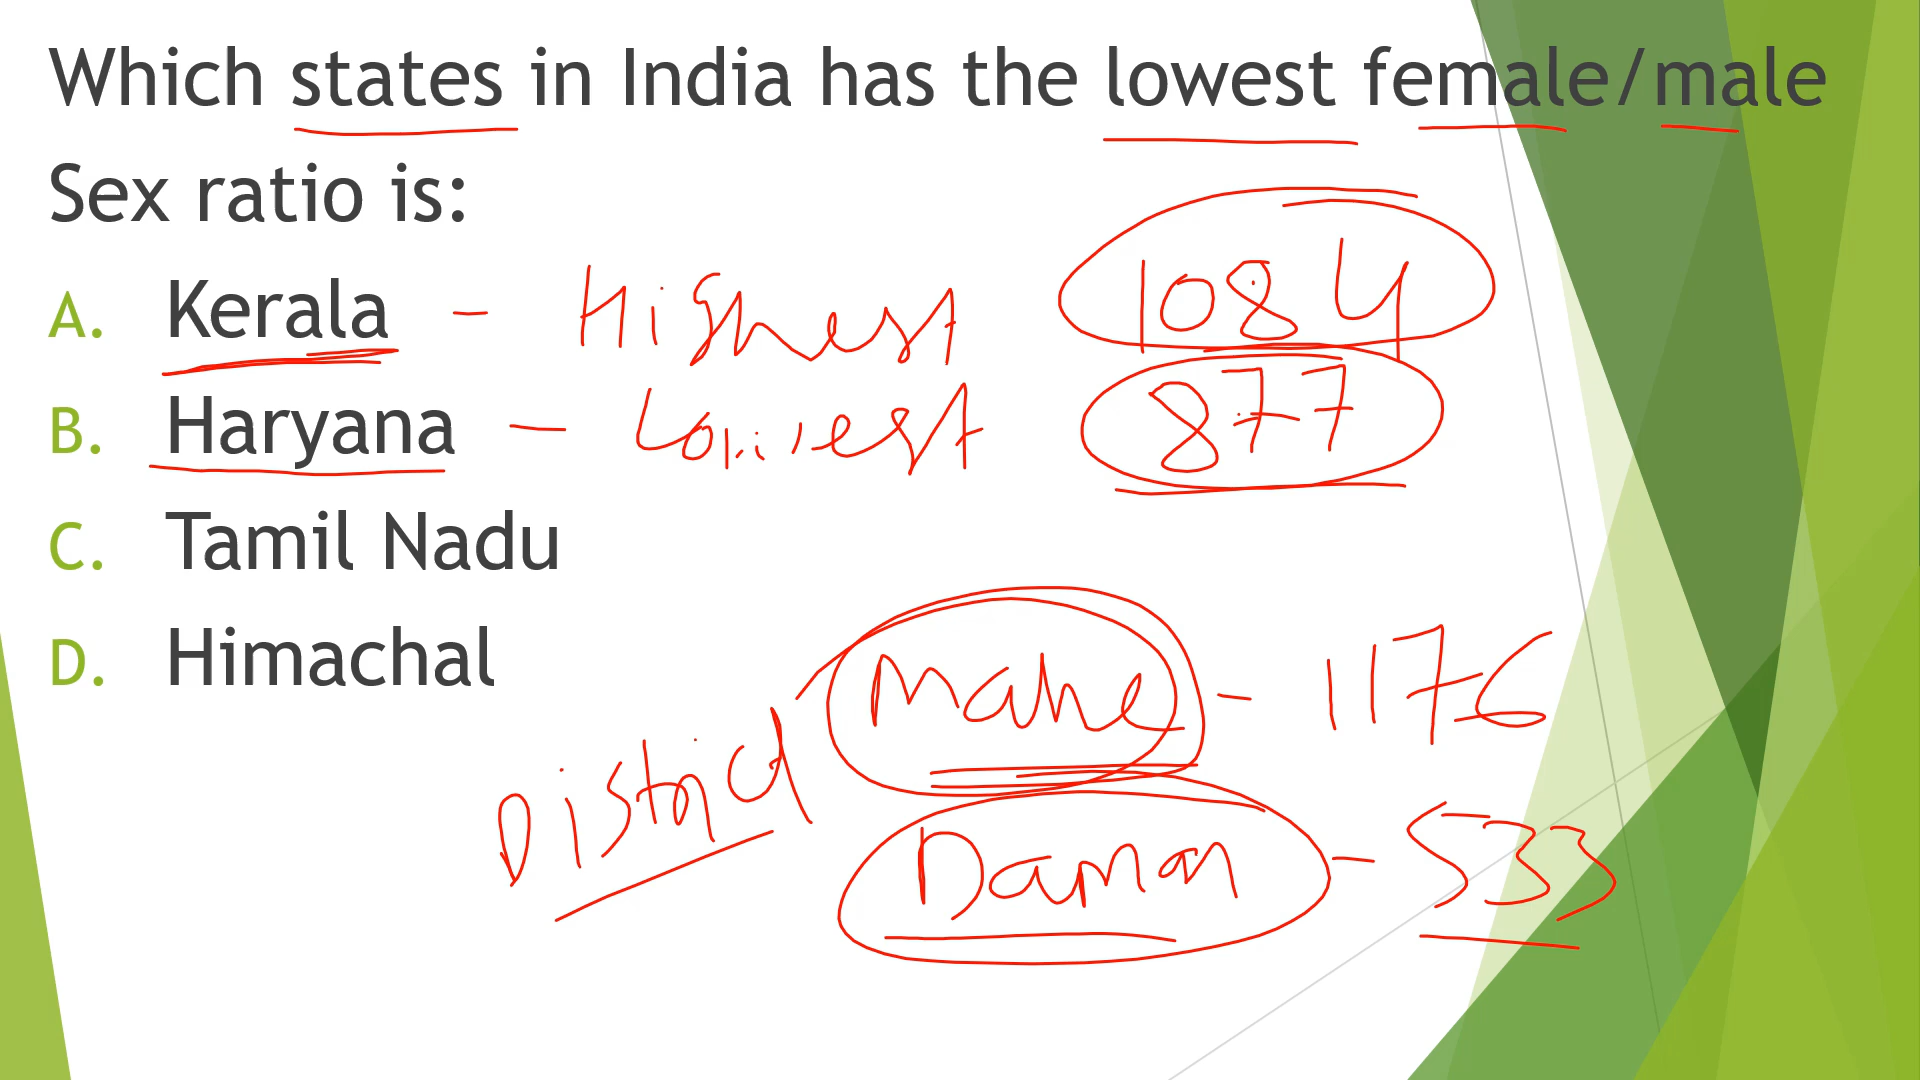 Which states in India has the lowest female/male
Sex ratio is:
A. Kerala - Highest 1084
B. Haryana - Lowest 877
C. Tamil Nadu
D. Himachal
Mahe - 1176
District
Daman - 533